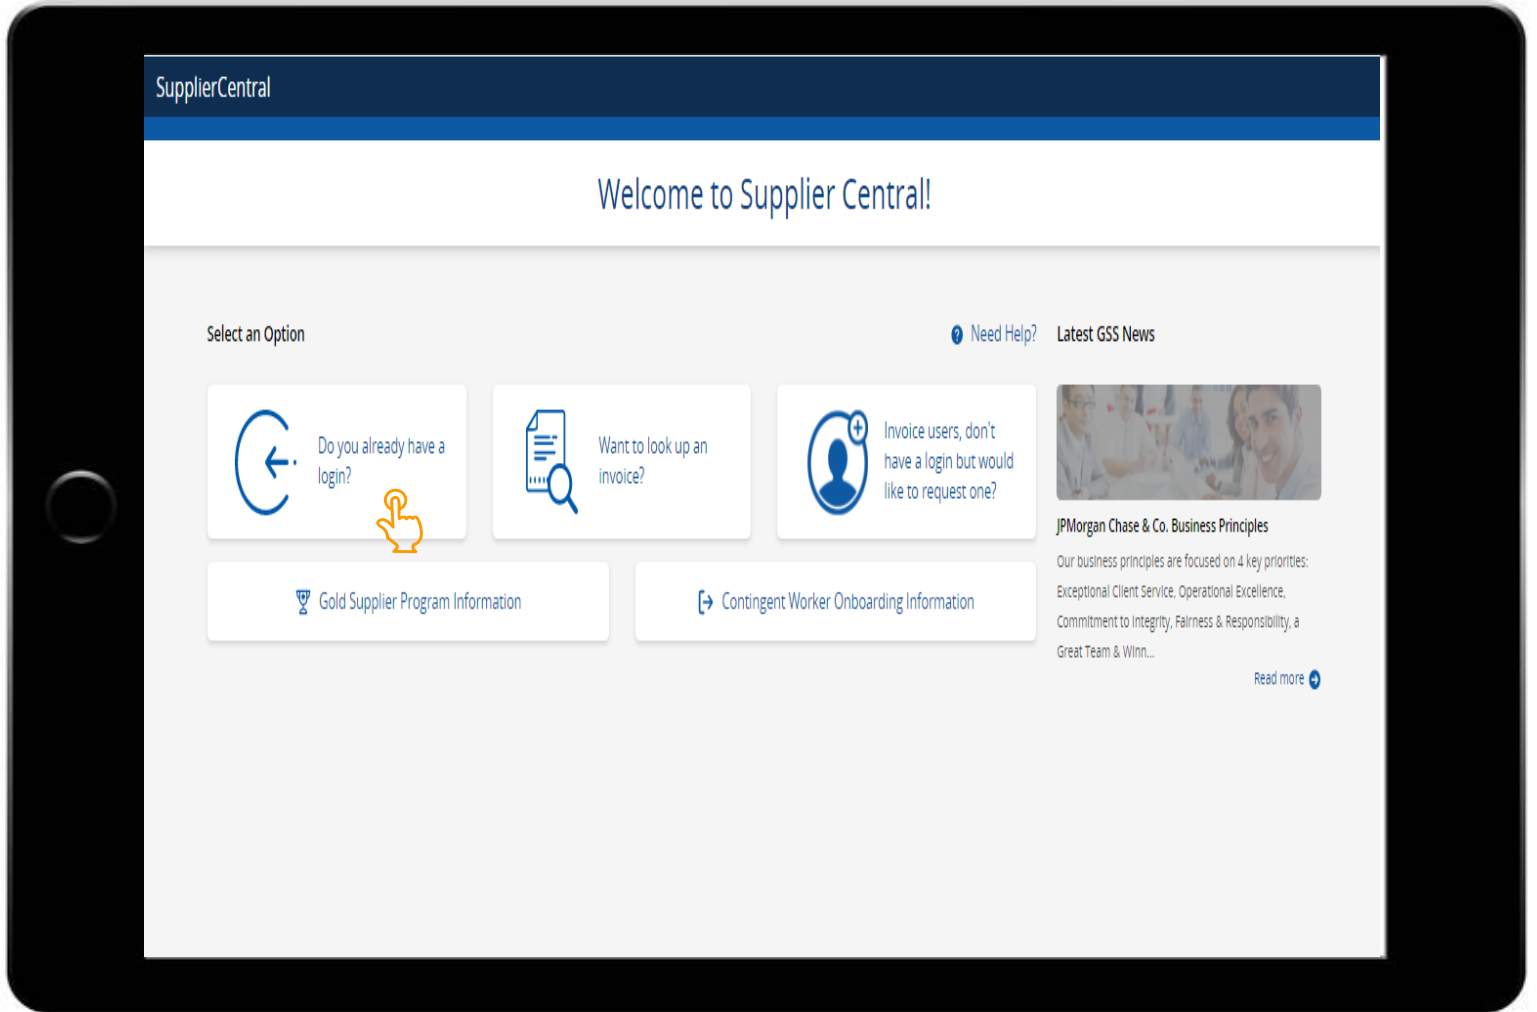 SupplierCentral
Welcome to Supplier Central!
Select an Option
Need Help?
Latest GSS News
Do you already have a
login?
Want to look up an
invoice?
Invoice users, don't
have a login but would
like to request one?
Gold Supplier Program Information
Contingent Worker Onboarding Information
JPMorgan Chase & Co. Business Principles
Our business principles are focused on 4 key priorities:
Exceptional Client Service, Operational Excellence,
Commitment to Integrity, Fairness & Responsibility, a
Great Team & Winn...
Read more